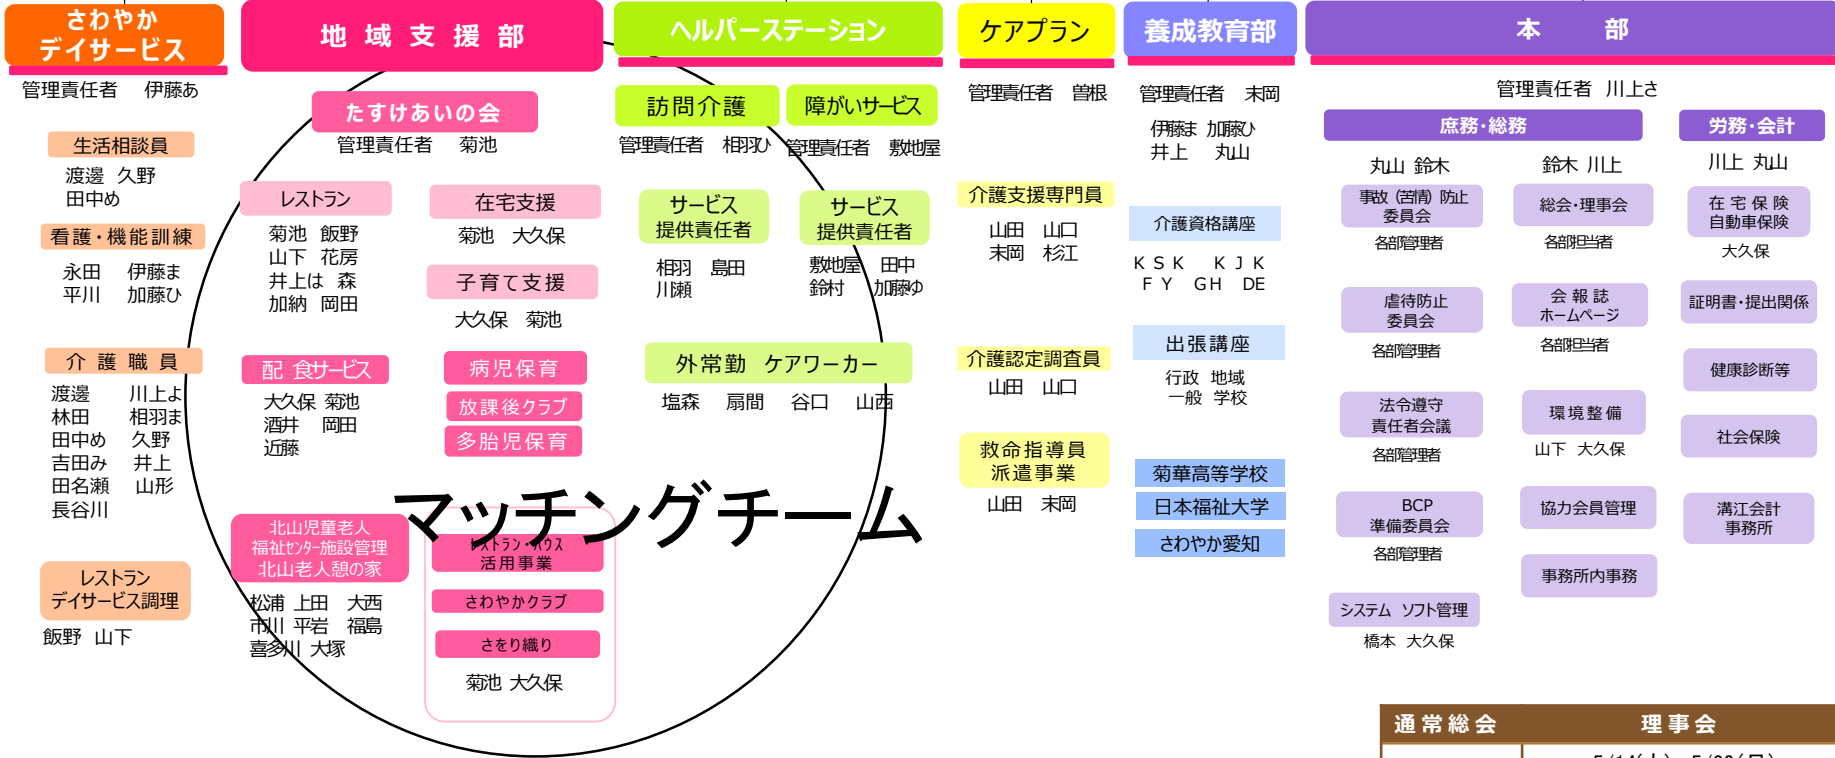 さわやか
デイサービス
管理責任者 伊藤あ
生活相談員
渡邊 久野
田中め
看護・機能訓練
永田 伊藤ま
平川 加藤ひ
介護職員
渡邊 川上よ
林田 相羽ま
田中め 久野
吉田み 井上
田名瀬 山形
長谷川
レストラン
デイサービス調理
飯野 山下
地域支援部
たすけあいの会
管理責任者 菊池
レストラン
菊池 飯野
山下 花房
井上は 森
加納 岡田
配食サービス
大久保 菊池
酒井 岡田
近藤
北山児童老人
福祉センター施設管理
北山老人憩の家
松浦 上田 大西
市川 平岩 福島
喜多川 大塚
在宅支援
菊池 大久保
子育て支援
大久保 菊池
病児保育
放課後クラブ
多胎児保育
マッチングチーム
レストラン・ハウス
活用事業
さわやかクラブ
さをり織り
菊池 大久保
ヘルパーステーション
訪問介護
管理責任者 相羽ひ
サービス
提供責任者
相羽 島田
川瀬
障がいサービス
管理責任者 敷地屋
サービス
提供責任者
敷地屋 田中
鈴村 加藤ゆ
外常勤 ケアワーカー
塩森 扇間 谷口 山西
ケアプラン
管理責任者 曽根
介護支援専門員
山田 山口
末岡 杉江
介護認定調査員
山田 山口
救命指導員
派遣事業
山田 末岡
養成教育部
管理責任者 末岡
伊藤ま 加藤ひ
井上 丸山
介護資格講座
KSK KJK
FY GH DE
出張講座
行政 地域
一般 学校
菊華高等学校
日本福祉大学
さわやか愛知
本部
管理責任者 川上さ
庶務・総務
丸山 鈴木
事故（苦情）防止
委員会
各部管理者
虐待防止
委員会
各部管理者
法令遵守
責任者会議
各部管理者
BCP
準備委員会
各部管理者
システム ソフト管理
橋本 大久保
鈴木 川上
総会・理事会
各部担当者
会報誌
ホームページ
各部担当者
環境整備
山下 大久保
協力会員管理
事務所内事務
労務・会計
川上 丸山
在宅保険
自動車保険
大久保
証明書・提出関係
健康診断等
社会保険
溝江会計
事務所
通常総会 理事会